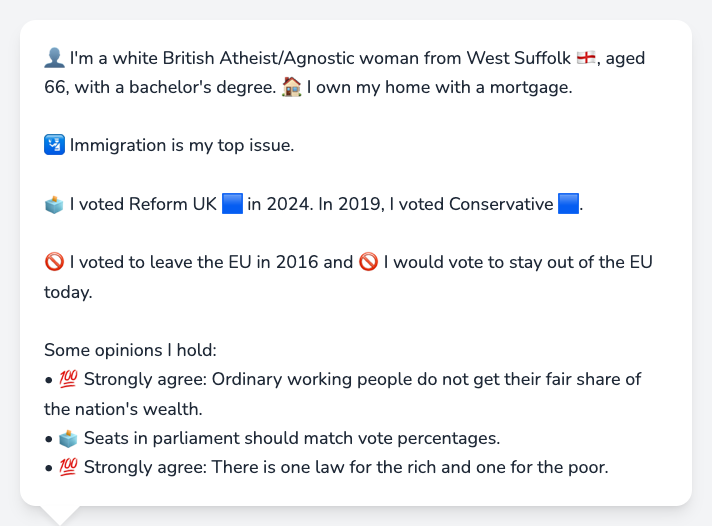 👤 I'm a white British Atheist/Agnostic woman from West Suffolk 🏴󠁧󠁢󠁥󠁮󠁧󠁿, aged
66, with a bachelor's degree. 🏠 I own my home with a mortgage.
🛂 Immigration is my top issue.
🗳️ I voted Reform UK 🟦 in 2024. In 2019, I voted Conservative 🟦.
🚫 I voted to leave the EU in 2016 and 🚫 I would vote to stay out of the EU
today.
Some opinions I hold:
• 💯 Strongly agree: Ordinary working people do not get their fair share of
the nation's wealth.
• 🗳️ Seats in parliament should match vote percentages.
• 💯 Strongly agree: There is one law for the rich and one for the poor.